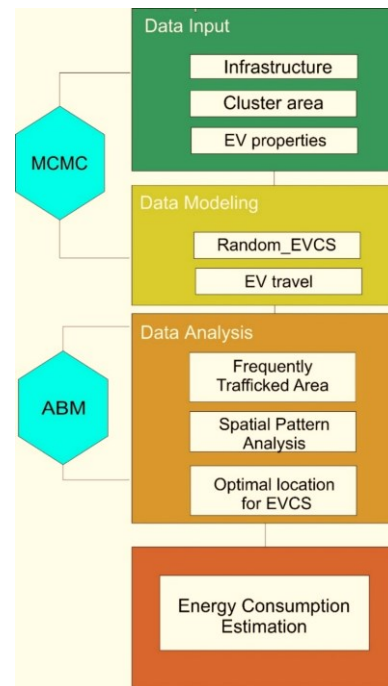 Data Input
Infrastructure
Cluster area
EV properties
MCMC
Data Modeling
Random_EVCS
EV travel
Data Analysis
Frequently
Trafficked Area
ABM
Spatial Pattern
Analysis
Optimal location
for EVCS
Energy Consumption
Estimation